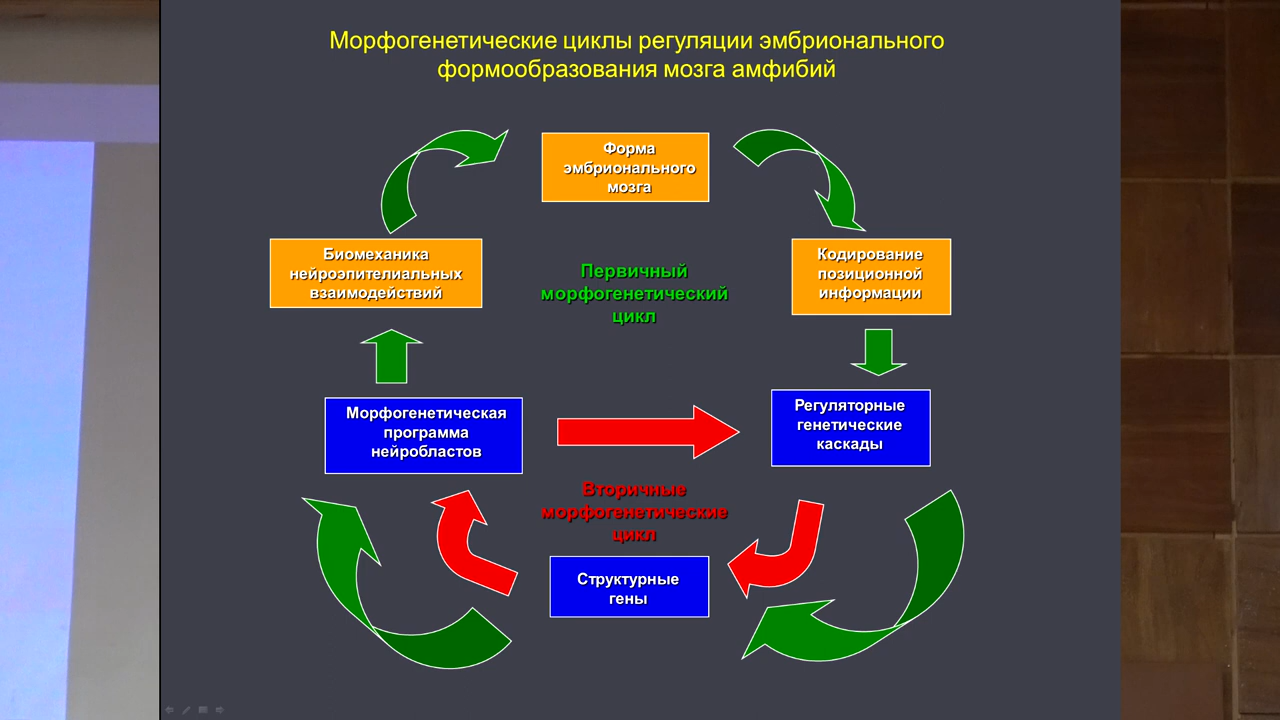 Морфогенетические циклы регуляции эмбрионального
формообразования мозга амфибий
Форма
эмбрионального
мозга
Биомеханика
нейроэпителиальных
взаимодействий
Первичный
морфогенетический
цикл
Кодирование
позиционной
информации
Морфогенетическая
программа
нейробластов
Регуляторные
генетические
каскады
Вторичные
морфогенетические
цикл
Структурные
гены